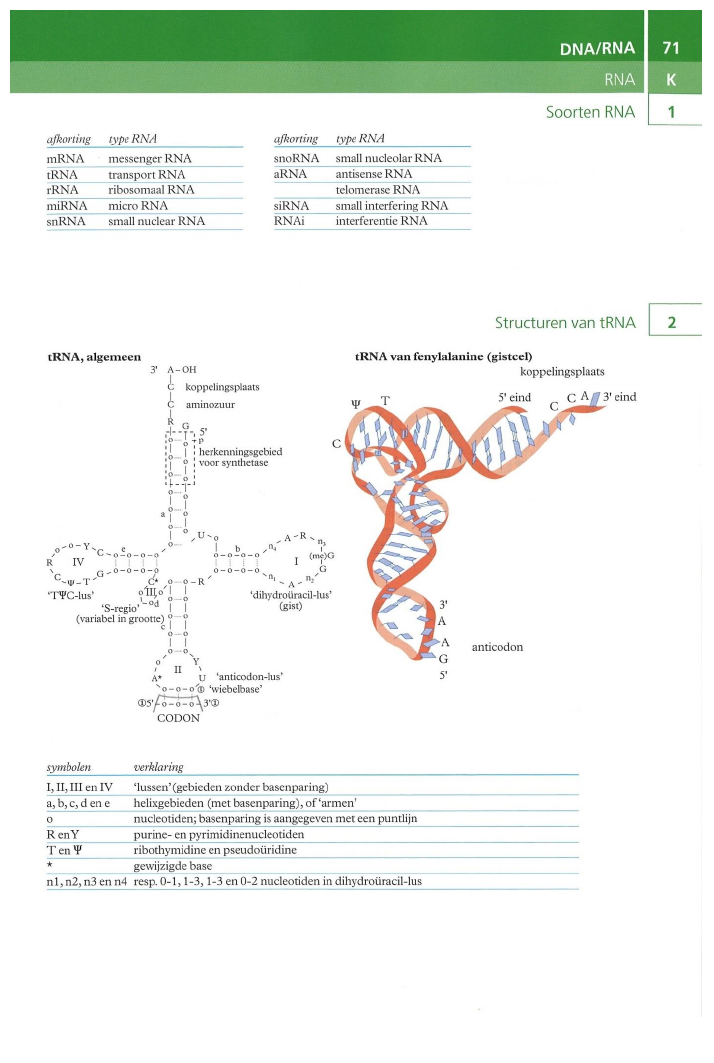 DNA/RNA 71
RNA K
Soorten RNA 1
afkorting type RNA
mRNA messenger RNA
tRNA transport RNA
rRNA ribosomaal RNA
miRNA micro RNA
snRNA small nuclear RNA
afkorting type RNA
snoRNA small nucleolar RNA
aRNA antisense RNA
telomerase RNA
siRNA small interfering RNA
RNAi interferentie RNA
Structuren van tRNA 2
tRNA, algemeen
3' A–OH
C koppelingsplaats
C aminozuur
R
G 5'
P
herkenningsgebied
voor synthetase
a
U
e
b
IV
I
(me)G
'TΨC-lus'
'S-regio'
(variabel in grootte)
III
d
c
'dihydroüracil-lus'
(gist)
II
'anticodon-lus'
'wiebelbase'
CODON
tRNA van fenylalanine (gistcel)
koppelingsplaats
Ψ T
5' eind
C C A 3' eind
C
3'
A
A
G
5'
anticodon
symbolen verklaring
I, II, III en IV 'lussen' (gebieden zonder basenparing)
a, b, c, d en e helixgebieden (met basenparing), of 'armen'
o nucleotiden; basenparing is aangegeven met een puntlijn
R en Y purine- en pyrimidinenucleotiden
T en Ψ ribothymidine en pseudoüridine
* gewijzigde base
n1, n2, n3 en n4 resp. 0-1, 1-3, 1-3 en 0-2 nucleotiden in dihydroüracil-lus